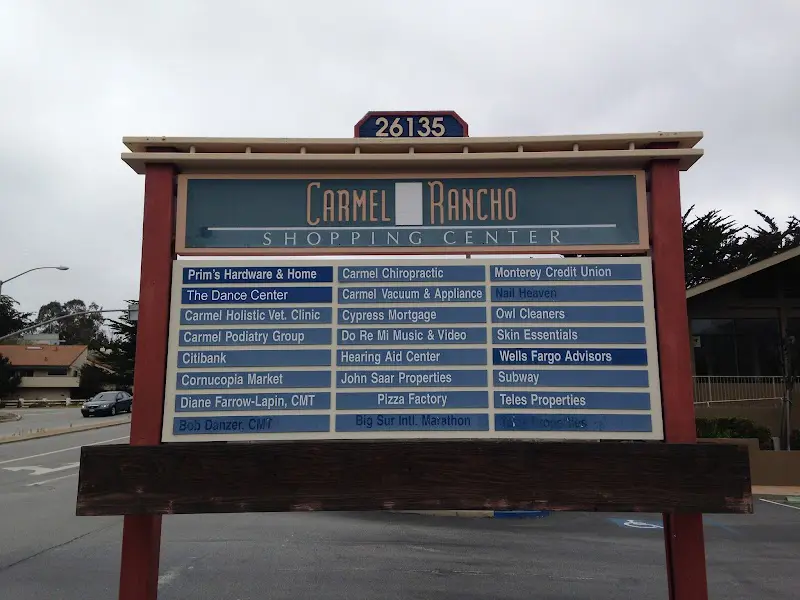 26135
CARMEL RANCHO
SHOPPING CENTER
Prim's Hardware & Home
The Dance Center
Carmel Holistic Vet. Clinic
Carmel Podiatry Group
Citibank
Cornucopia Market
Diane Farrow-Lapin, CMT
Bob Danzer, CMT
Carmel Chiropractic
Carmel Vacuum & Appliance
Cypress Mortgage
Do Re Mi Music & Video
Hearing Aid Center
John Saar Properties
Pizza Factory
Big Sur Intl. Marathon
Monterey Credit Union
Nail Heaven
Owl Cleaners
Skin Essentials
Wells Fargo Advisors
Subway
Teles Properties